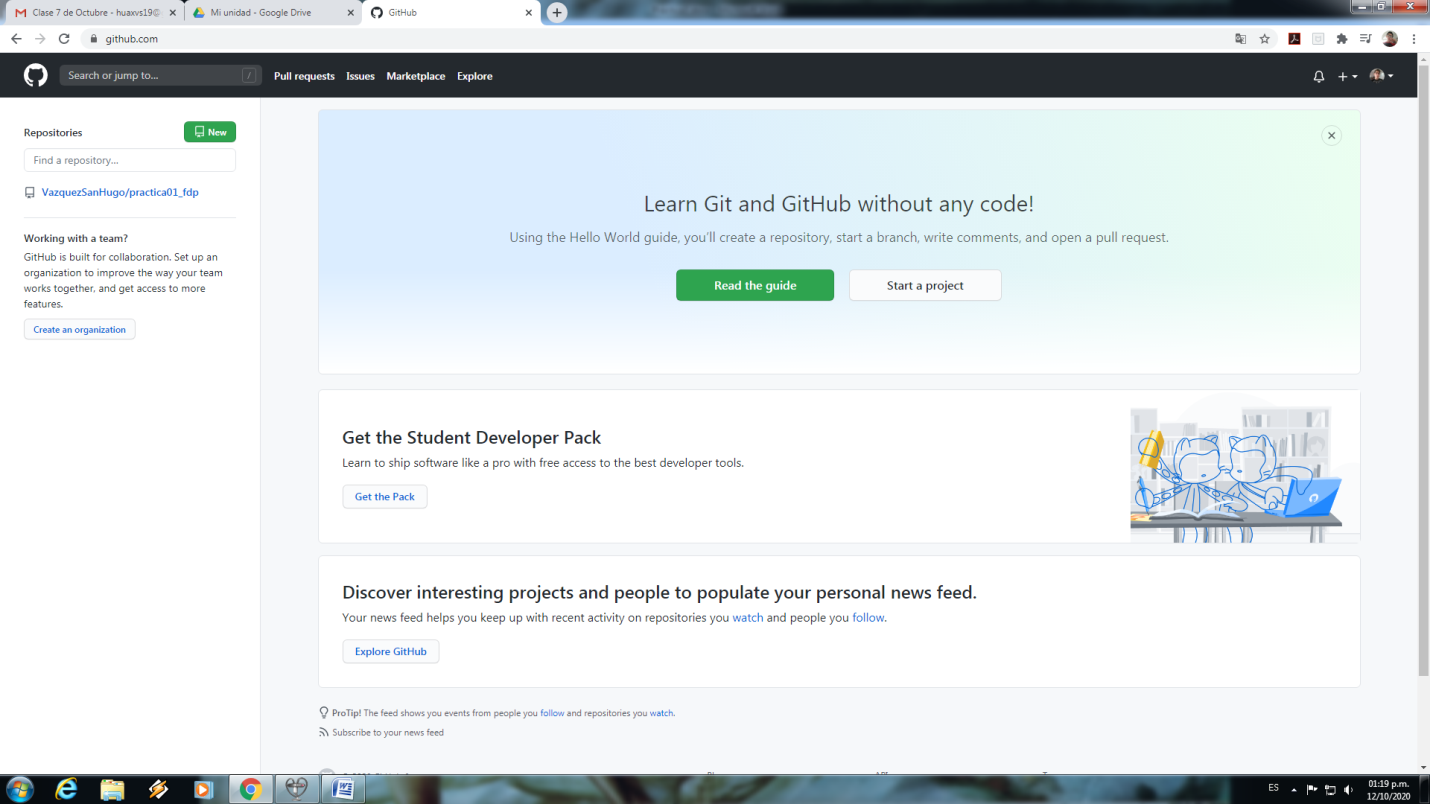 Clase 7 de Octubre - huaxvs19@
Mi unidad - Google Drive
GitHub
github.com
Search or jump to...
/
Pull requests
Issues
Marketplace
Explore
Repositories
New
Find a repository...
VazquezSanHugo/practica01_fdp
Working with a team?
GitHub is built for collaboration. Set up an
organization to improve the way your team
works together, and get access to more
features.
Create an organization
Learn Git and GitHub without any code!
Using the Hello World guide, you'll create a repository, start a branch, write comments, and open a pull request.
Read the guide
Start a project
Get the Student Developer Pack
Learn to ship software like a pro with free access to the best developer tools.
Get the Pack
Discover interesting projects and people to populate your personal news feed.
Your news feed helps you keep up with recent activity on repositories you watch and people you follow.
Explore GitHub
ProTip! The feed shows you events from people you follow and repositories you watch.
Subscribe to your news feed
ES
01:19 p.m.
12/10/2020